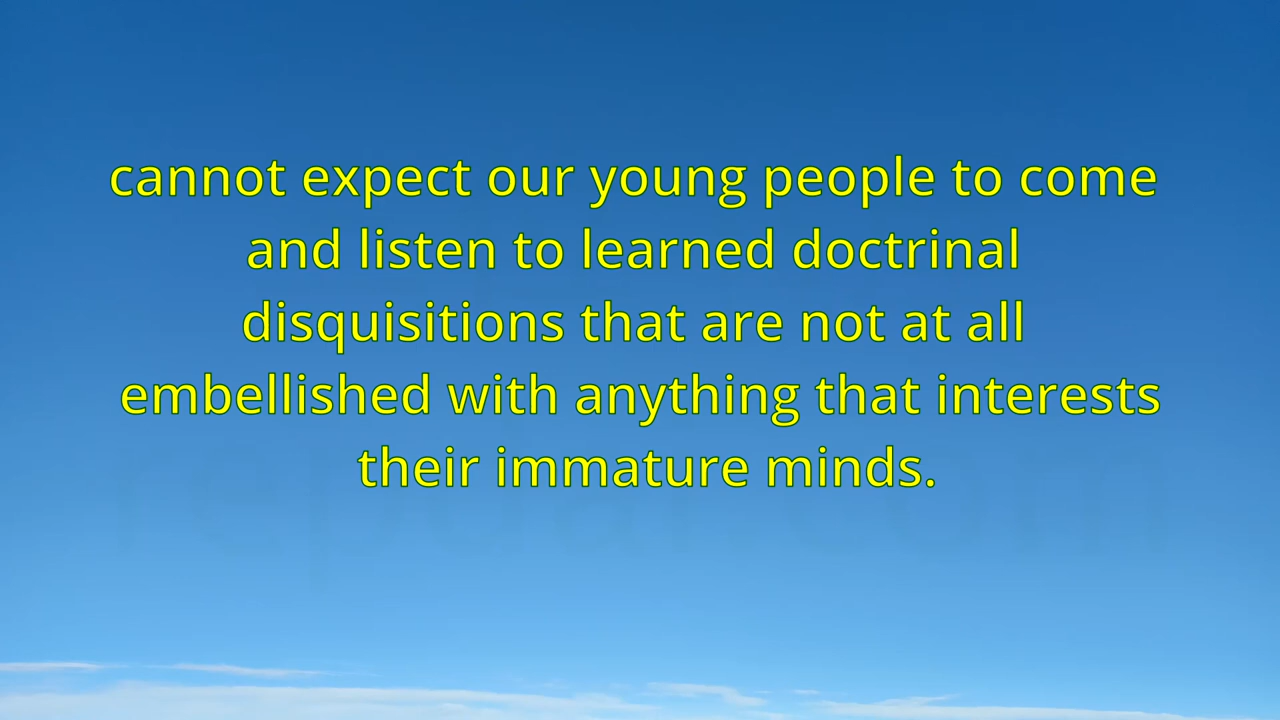 cannot expect our young people to come
and listen to learned doctrinal
disquisitions that are not at all
embellished with anything that interests
their immature minds.